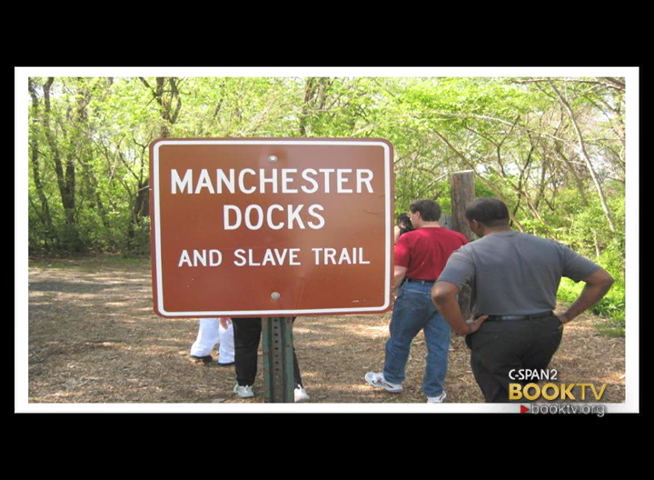 MANCHESTER
DOCKS
AND SLAVE TRAIL
C-SPAN2
BOOKTV
booktv.org